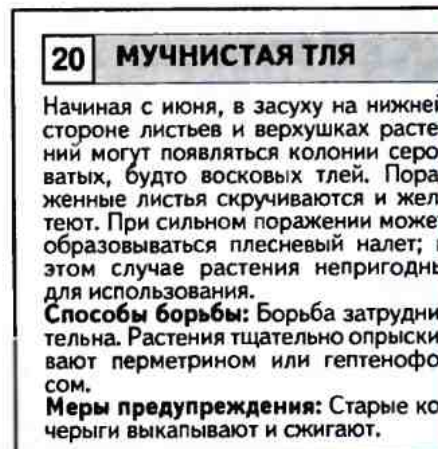 20 МУЧНИСТАЯ ТЛЯ
Начиная с июня, в засуху на нижней
стороне листьев и верхушках расте
ний могут появляться колонии серо
ватых, будто восковых тлей. Пора
женные листья скручиваются и жел
теют. При сильном поражении може
образовываться плесневый налет;
этом случае растения непригодны
для использования.
Способы борьбы: Борьба затрудни
тельна. Растения тщательно опрыски
вают перметрином или гептенофо
сом.
Меры предупреждения: Старые ко
черыги выкапывают и сжигают.